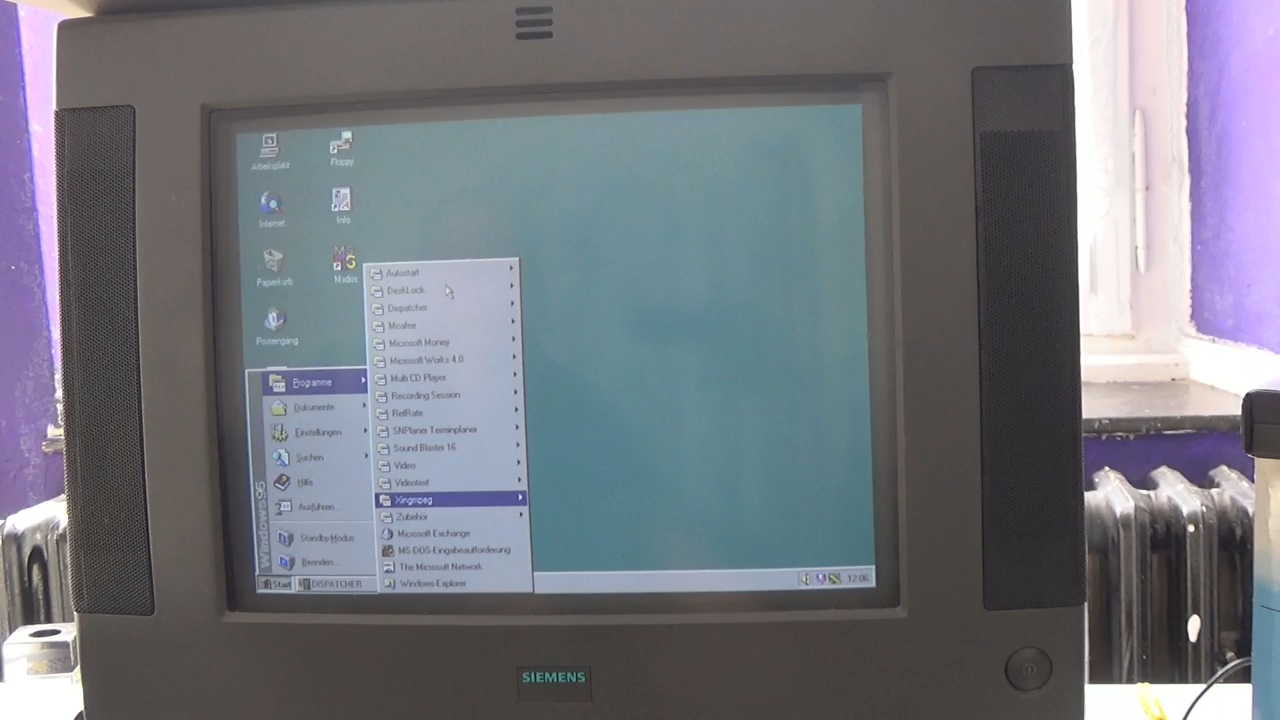 Arbeitsplatz
Floppy
Internet
Info
Papierkorb
Msdos
Posteingang
Programme
Dokumente
Einstellungen
Suchen
Hilfe
Ausführen...
Standby-Modus
Beenden...
Windows 95
Autostart
DeskLock
Dispatcher
Mcafee
Microsoft Money
Microsoft Works 4.0
Multi CD Player
Recording Session
RefRate
SNPlaner Terminplaner
Sound Blaster 16
Video
Videotext
Xingmpeg
Zubehör
Microsoft Exchange
MS-DOS-Eingabeaufforderung
The Microsoft Network
Windows-Explorer
Start
DISPATCHER
12:06
SIEMENS